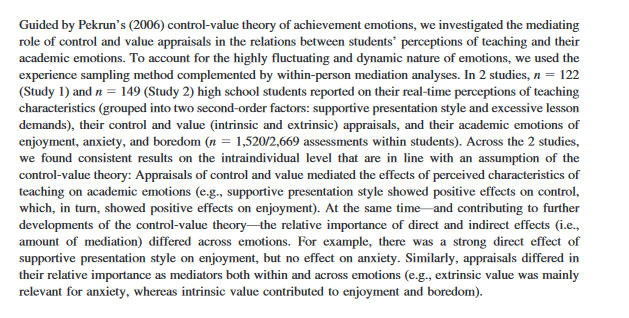 Guided by Pekrun's (2006) control-value theory of achievement emotions, we investigated the mediating
role of control and value appraisals in the relations between students' perceptions of teaching and their
academic emotions. To account for the highly fluctuating and dynamic nature of emotions, we used the
experience sampling method complemented by within-person mediation analyses. In 2 studies, n = 122
(Study 1) and n = 149 (Study 2) high school students reported on their real-time perceptions of teaching
characteristics (grouped into two second-order factors: supportive presentation style and excessive lesson
demands), their control and value (intrinsic and extrinsic) appraisals, and their academic emotions of
enjoyment, anxiety, and boredom (n = 1,520/2,669 assessments within students). Across the 2 studies,
we found consistent results on the intraindividual level that are in line with an assumption of the
control-value theory: Appraisals of control and value mediated the effects of perceived characteristics of
teaching on academic emotions (e.g., supportive presentation style showed positive effects on control,
which, in turn, showed positive effects on enjoyment). At the same time—and contributing to further
developments of the control-value theory—the relative importance of direct and indirect effects (i.e.,
amount of mediation) differed across emotions. For example, there was a strong direct effect of
supportive presentation style on enjoyment, but no effect on anxiety. Similarly, appraisals differed in
their relative importance as mediators both within and across emotions (e.g., extrinsic value was mainly
relevant for anxiety, whereas intrinsic value contributed to enjoyment and boredom).